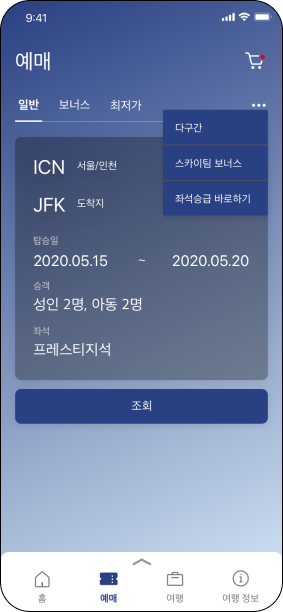 9:41
예매
일반 보너스 최저가
다구간
스카이팀 보너스
좌석승급 바로하기
ICN 서울/인천
JFK 도착지
탑승일
2020.05.15 ~ 2020.05.20
승객
성인 2명, 아동 2명
좌석
프레스티지석
조회
홈 예매 여행 여행 정보